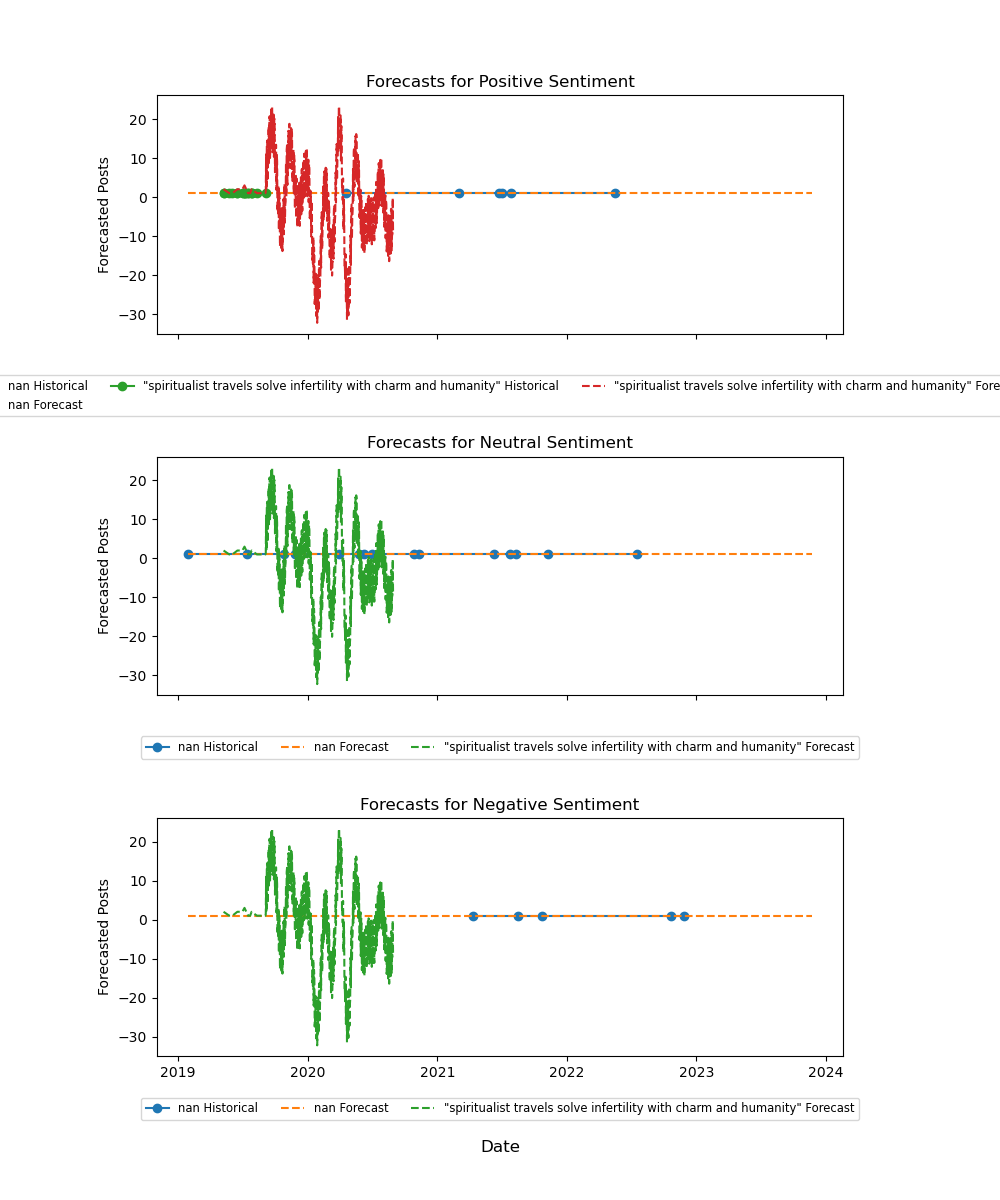 Forecasts for Positive Sentiment
20
10
0
−10
−20
−30
Forecasted Posts
nan Historical "spiritualist travels solve infertility with charm and humanity" Historical "spiritualist travels solve infertility with charm and humanity" Fore
nan Forecast
Forecasts for Neutral Sentiment
20
10
0
−10
−20
−30
Forecasted Posts
nan Historical nan Forecast "spiritualist travels solve infertility with charm and humanity" Forecast
Forecasts for Negative Sentiment
20
10
0
−10
−20
−30
Forecasted Posts
2019 2020 2021 2022 2023 2024
nan Historical nan Forecast "spiritualist travels solve infertility with charm and humanity" Forecast
Date